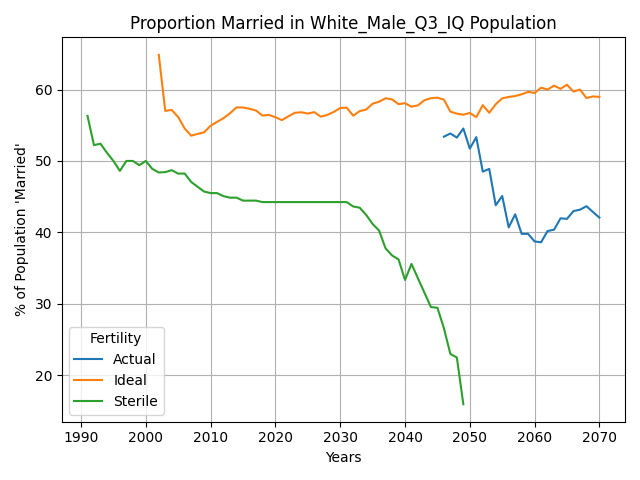 Proportion Married in White_Male_Q3_IQ Population
% of Population 'Married'
60
50
40
30
20
Fertility
Actual
Ideal
Sterile
1990 2000 2010 2020 2030 2040 2050 2060 2070
Years